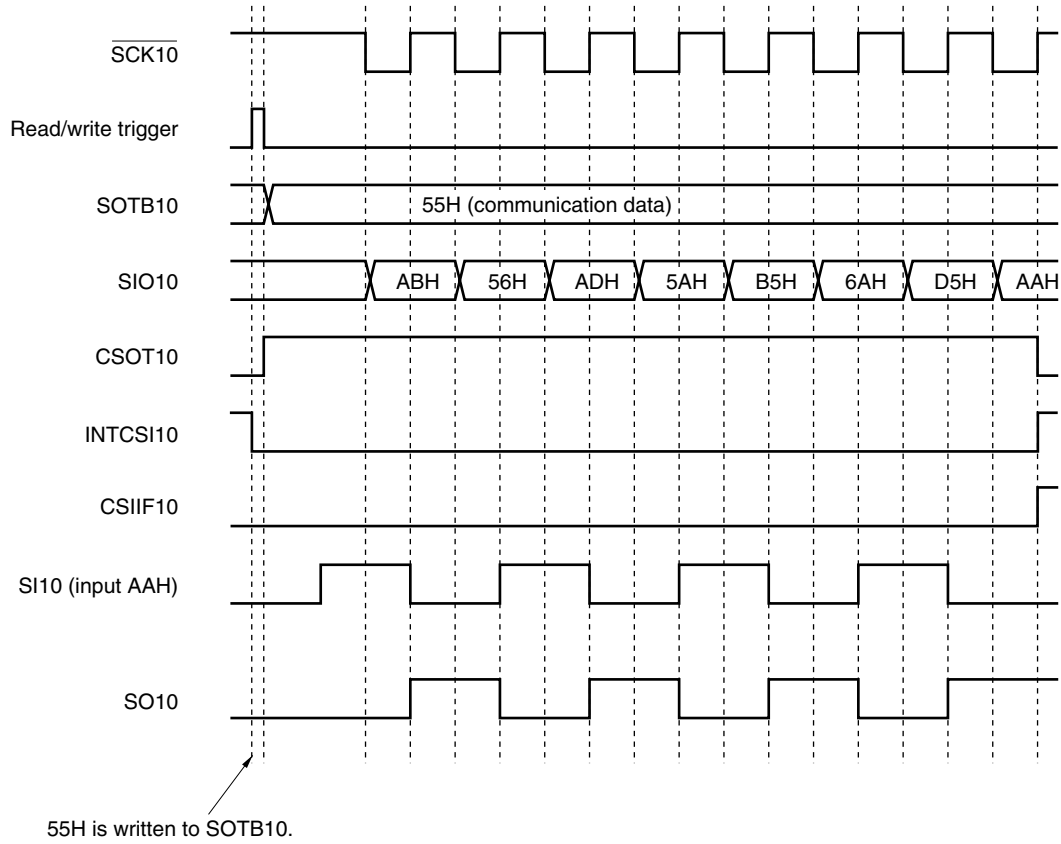 SCK10
Read/write trigger
SOTB10
55H (communication data)
SIO10
ABH 56H ADH 5AH B5H 6AH D5H AAH
CSOT10
INTCSI10
CSIIF10
SI10 (input AAH)
SO10
55H is written to SOTB10.